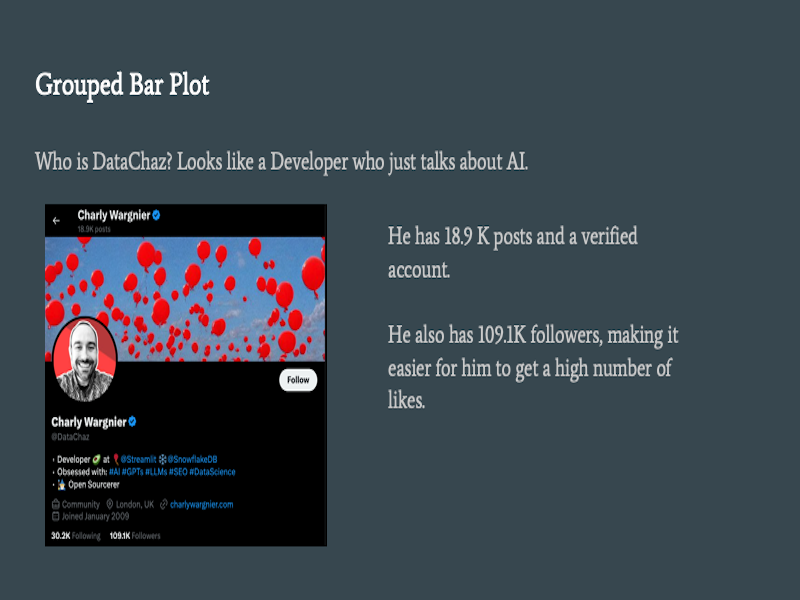 Grouped Bar Plot
Who is DataChaz? Looks like a Developer who just talks about AI.
Charly Wargnier
18.9K posts
Follow
Charly Wargnier
@DataChaz
• Developer 🥑 at 🎈@Streamlit ❄️@SnowflakeDB
• Obsessed with: #AI #GPTs #LLMs #SEO #DataScience
• Open Sourcerer
Community London, UK charlywargnier.com
Joined January 2009
30.2K Following 109.1K Followers
He has 18.9 K posts and a verified
account.
He also has 109.1K followers, making it
easier for him to get a high number of
likes.